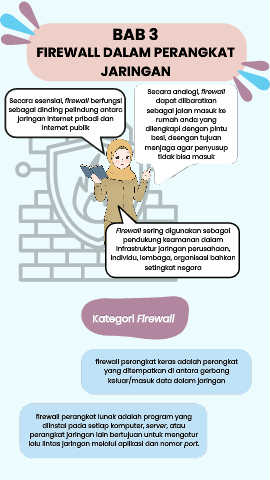 BAB 3
FIREWALL DALAM PERANGKAT
JARINGAN
Secara esensial, firewall berfungsi
sebagai dinding pelindung antara
jaringan internet pribadi dan
internet publik
Secara analogi, firewall
dapat diibaratkan
sebagai jalan masuk ke
rumah anda yang
dilengkapi dengan pintu
besi, dsengan tujuan
menjaga agar penyusup
tidak bisa masuk
Firewall sering digunakan sebagai
pendukung keamanan dalam
infrastruktur jaringan perusahaan,
individu, lembaga, organisasi bahkan
setingkat negara
Kategori Firewall
firewall perangkat keras adalah perangkat
yang ditempatkan di antara gerbang
keluar/masuk data dalam jaringan
firewall perangkat lunak adalah program yang
diinstal pada setiap komputer, server, atau
perangkat jaringan lain bertujuan untuk mengatur
lalu lintas jaringan melalui aplikasi dan nomor port.